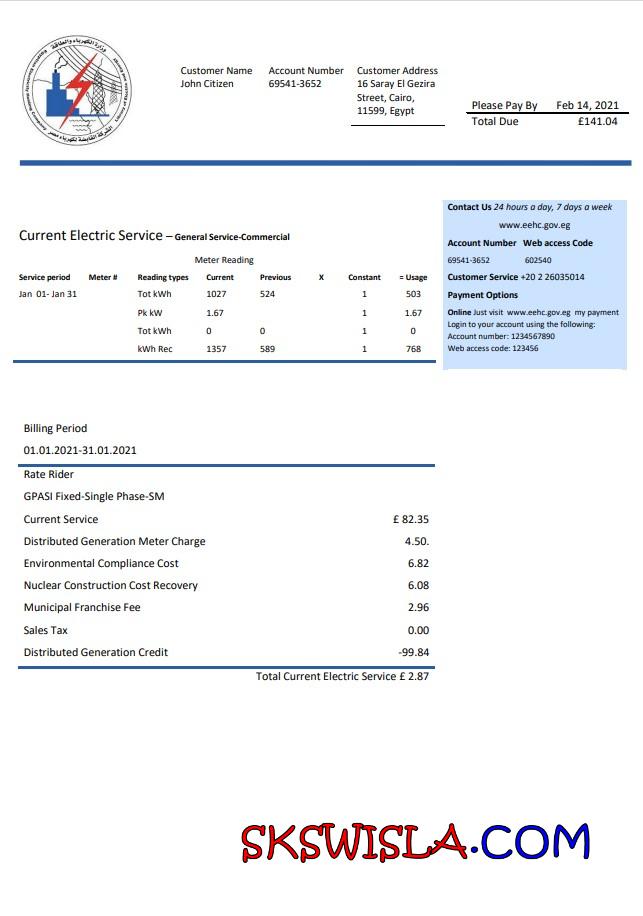 وزارة الكهرباء والطاقة
الشركة القابضة لكهرباء مصر
Customer Name Account Number Customer Address
John Citizen 69541-3652 16 Saray El Gezira
Street, Cairo,
11599, Egypt
Please Pay By Feb 14, 2021
Total Due £141.04
Contact Us 24 hours a day, 7 days a week
www.eehc.gov.eg
Account Number Web access Code
69541-3652 602540
Customer Service +20 2 26035014
Payment Options
Online Just visit www.eehc.gov.eg my payment
Login to your account using the following:
Account number: 1234567890
Web access code: 123456
Current Electric Service – General Service-Commercial
Meter Reading
Service period Meter # Reading types Current Previous X Constant = Usage
Jan 01- Jan 31 Tot kWh 1027 524 1 503
Pk kW 1.67 1 1.67
Tot kWh 0 0 1 0
kWh Rec 1357 589 1 768
Billing Period
01.01.2021-31.01.2021
Rate Rider
GPASI Fixed-Single Phase-SM
Current Service £ 82.35
Distributed Generation Meter Charge 4.50.
Environmental Compliance Cost 6.82
Nuclear Construction Cost Recovery 6.08
Municipal Franchise Fee 2.96
Sales Tax 0.00
Distributed Generation Credit -99.84
Total Current Electric Service £ 2.87
SKSWISLA.COM